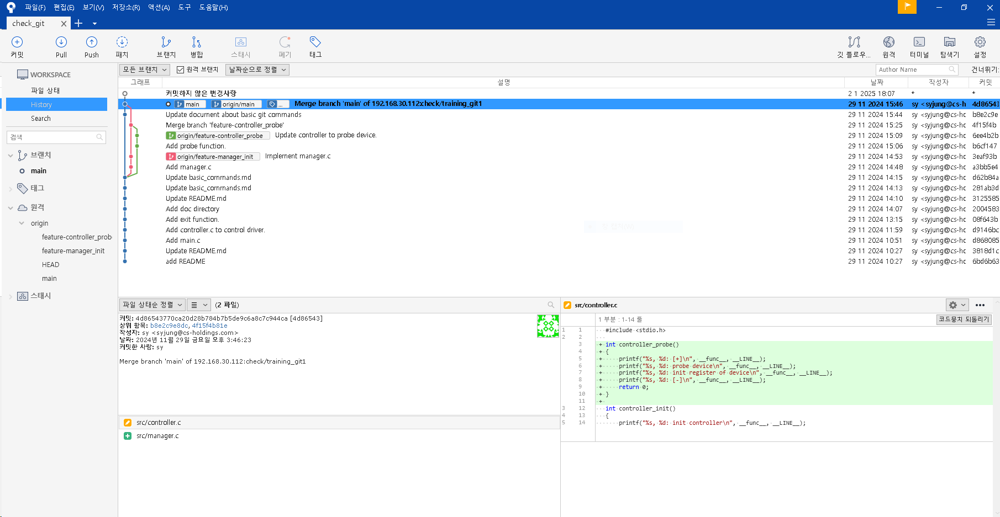 파일(F) 편집(E) 보기(V) 저장소(R) 액션(A) 도구 도움말(H)
check_git
커밋 Pull Push 패치 브랜치 병합 스태시 폐기 태그 깃 플로우... 원격 터미널 탐색기 설정
WORKSPACE
파일 상태
History
Search
검색
브랜치
main
태그
원격
origin
feature-controller_prob
feature-manager_init
HEAD
main
스태시
모든 브랜치 원격 브랜치 날짜순으로 정렬 Author Name 건너뛰기:
그래프 설명 날짜 작성자 커밋
커밋하지 않은 변경사항 2 1 2025 18:07 * *
main origin/main ... Merge branch 'main' of 192.168.30.112:check/training_git1 29 11 2024 15:46 sy <syjung@cs-h 4d86543
Update document about basic git commands 29 11 2024 15:44 sy <syjung@cs-hc b8e2c9e
Merge branch 'feature-controller_probe' 29 11 2024 15:25 sy <syjung@cs-hc 4f15f4b
origin/feature-controller_probe Update controller to probe device. 29 11 2024 15:09 sy <syjung@cs-hc 6ee4b2b
Add probe function. 29 11 2024 15:06 sy <syjung@cs-hc b6cf147
origin/feature-manager_init Implement manager.c 29 11 2024 14:53 sy <syjung@cs-hc 3eaf93b
Add manager.c 29 11 2024 14:48 sy <syjung@cs-hc a3bb5e4
Update basic_commands.md 29 11 2024 14:15 sy <syjung@cs-hc d62b84a
Update basic_commands.md 29 11 2024 14:13 sy <syjung@cs-hc 281ab3d
Update README.md 29 11 2024 14:10 sy <syjung@cs-hc 3125585
Add doc directory 29 11 2024 14:07 sy <syjung@cs-hc 2004583
Add exit function. 29 11 2024 13:15 sy <syjung@cs-hc 08f643b
Add controller.c to control driver. 29 11 2024 11:59 sy <syjung@cs-hc d9146bc
Add main.c 29 11 2024 10:51 sy <syjung@cs-hc d868085
Update README.md 29 11 2024 10:27 sy <syjung@cs-hc 3818d1c
add README 29 11 2024 10:27 sy <syjung@cs-hc 6bd6b63
파일 상태순 정렬 (2 파일)
커밋: 4d86543770ca20d28b784b7b5de9c6a8c7c944ca [4d86543]
상위 항목: b8e2c9e8dc, 4f15f4b81e
작성자: sy <syjung@cs-holdings.com>
날짜: 2024년 11월 29일 금요일 오후 3:46:23
커밋한 사람: sy
Merge branch 'main' of 192.168.30.112:check/training_git1
src/controller.c
src/manager.c
src/controller.c
1 부분 : 1-14 줄 코드뭉치 되돌리기
1 1 #include <stdio.h>
2 2
3 + int controller_probe()
4 + {
5 + printf("%s, %d: [+]\n", __func__, __LINE__);
6 + printf("%s, %d: probe device\n", __func__, __LINE__);
7 + printf("%s, %d: init register of device\n", __func__, __LINE__);
8 + printf("%s, %d: [-]\n", __func__, __LINE__);
9 + return 0;
10 + }
11 +
3 12 int controller_init()
4 13 {
5 14 printf("%s, %d: init controller\n", __func__, __LINE__);